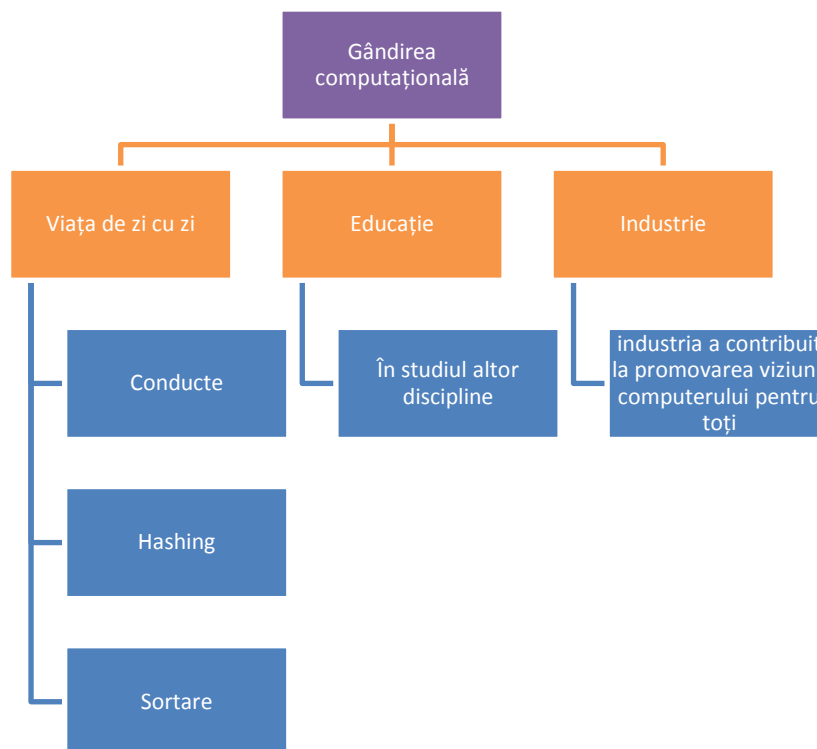 Gândirea
computațională
Viața de zi cu zi
Educație
Industrie
Conducte
În studiul altor
discipline
industria a contribuit
la promovarea
computerului pentru
toți
Hashing
Sortare